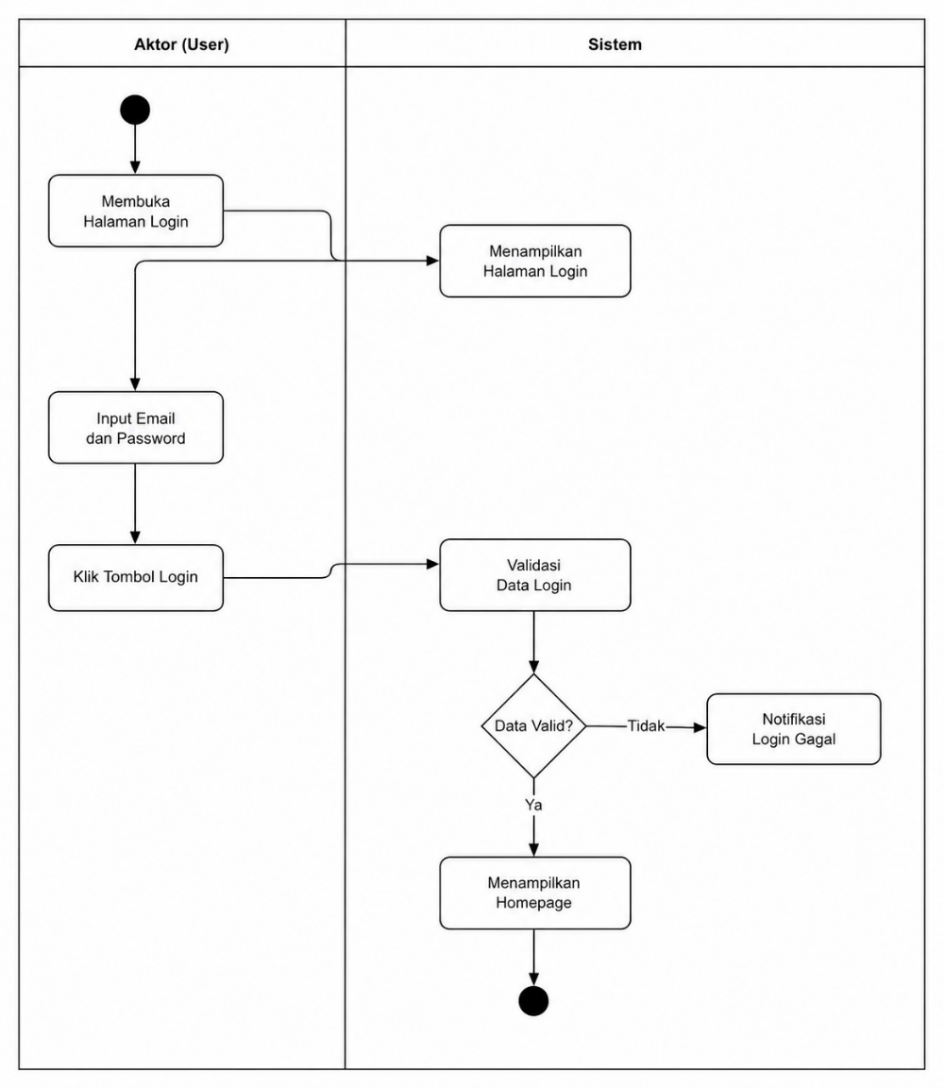 Aktor (User)
Sistem
Membuka
Halaman Login
Menampilkan
Halaman Login
Input Email
dan Password
Klik Tombol Login
Validasi
Data Login
Data Valid?
Tidak
Notifikasi
Login Gagal
Ya
Menampilkan
Homepage